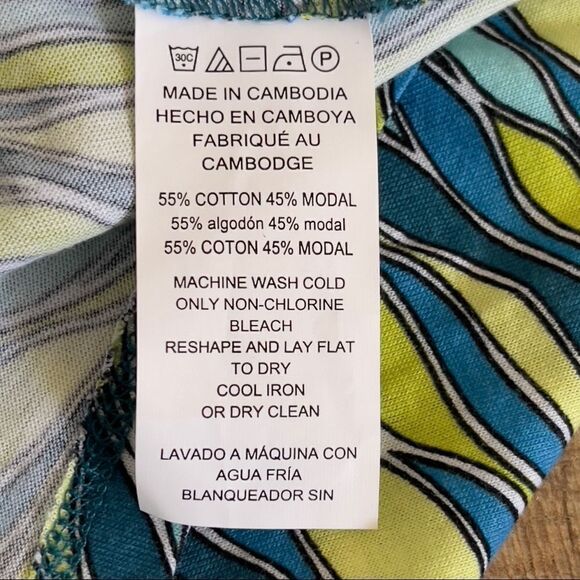 30C P
MADE IN CAMBODIA
HECHO EN CAMBOYA
FABRIQUÉ AU
CAMBODGE
55% COTTON 45% MODAL
55% algodón 45% modal
55% COTON 45% MODAL
MACHINE WASH COLD
ONLY NON-CHLORINE
BLEACH
RESHAPE AND LAY FLAT
TO DRY
COOL IRON
OR DRY CLEAN
LAVADO A MÁQUINA CON
AGUA FRÍA
BLANQUEADOR SIN